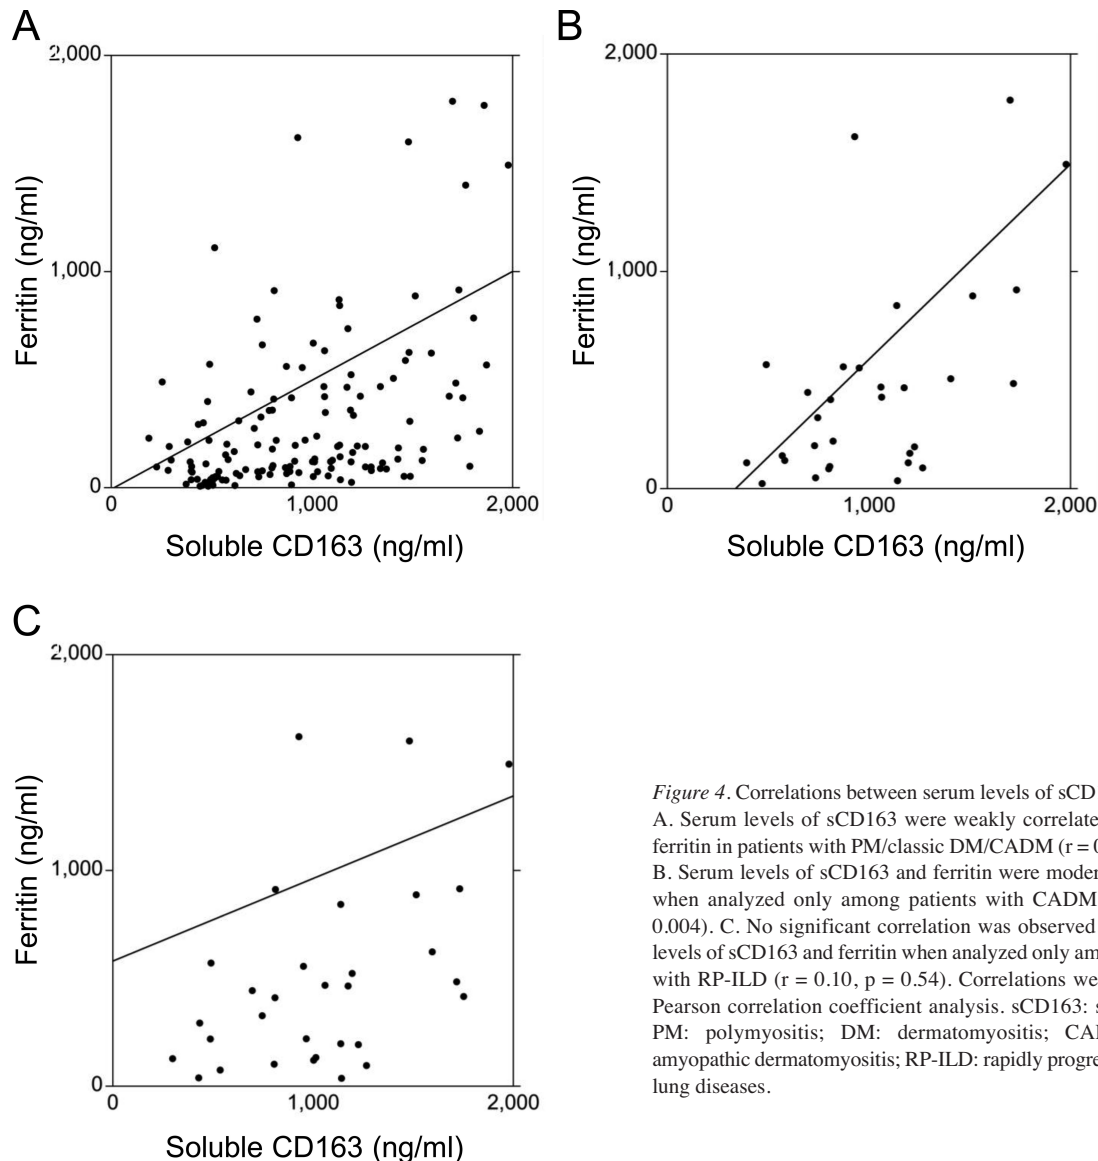 A
2,000
1,000
0
0
1,000
2,000
Ferritin (ng/ml)
Soluble CD163 (ng/ml)
B
2,000
1,000
0
0
1,000
2,000
Ferritin (ng/ml)
Soluble CD163 (ng/ml)
C
2,000
1,000
0
0
1,000
2,000
Ferritin (ng/ml)
Soluble CD163 (ng/ml)
Figure 4. Correlations between serum levels of sCD
A. Serum levels of sCD163 were weakly correlate
ferritin in patients with PM/classic DM/CADM (r = 0
B. Serum levels of sCD163 and ferritin were moder
when analyzed only among patients with CADM
0.004). C. No significant correlation was observed
levels of sCD163 and ferritin when analyzed only am
with RP-ILD (r = 0.10, p = 0.54). Correlations we
Pearson correlation coefficient analysis. sCD163: s
PM: polymyositis; DM: dermatomyositis; CAD
amyopathic dermatomyositis; RP-ILD: rapidly progre
lung diseases.